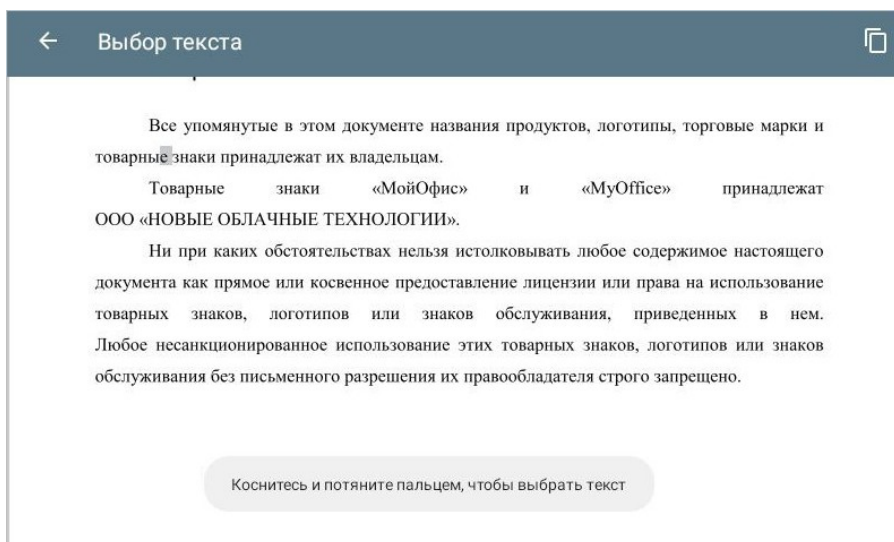 Выбор текста
Все упомянутые в этом документе названия продуктов, логотипы, торговые марки и
товарные знаки принадлежат их владельцам.
Товарные знаки «МойОфис» и «MyOffice» принадлежат
ООО «НОВЫЕ ОБЛАЧНЫЕ ТЕХНОЛОГИИ».
Ни при каких обстоятельствах нельзя истолковывать любое содержимое настоящего
документа как прямое или косвенное предоставление лицензии или права на использование
товарных знаков, логотипов или знаков обслуживания, приведенных в нем.
Любое несанкционированное использование этих товарных знаков, логотипов или знаков
обслуживания без письменного разрешения их правообладателя строго запрещено.
Коснитесь и потяните пальцем, чтобы выбрать текст